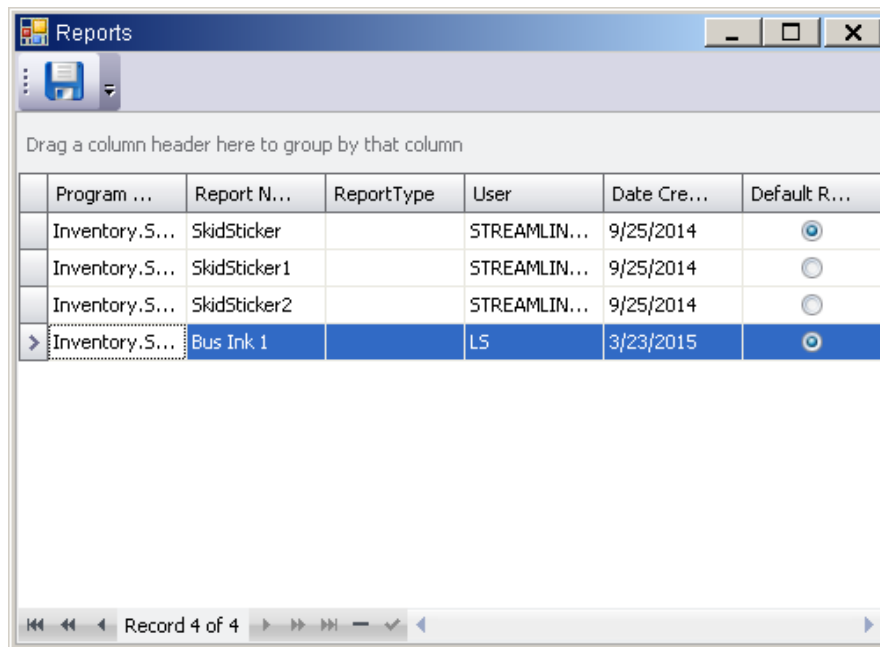 Reports
Drag a column header here to group by that column
Program ... Report N... ReportType User Date Cre... Default R...
Inventory.S... SkidSticker STREAMLIN... 9/25/2014
Inventory.S... SkidSticker1 STREAMLIN... 9/25/2014
Inventory.S... SkidSticker2 STREAMLIN... 9/25/2014
Inventory.S... Bus Ink 1 LS 3/23/2015
Record 4 of 4